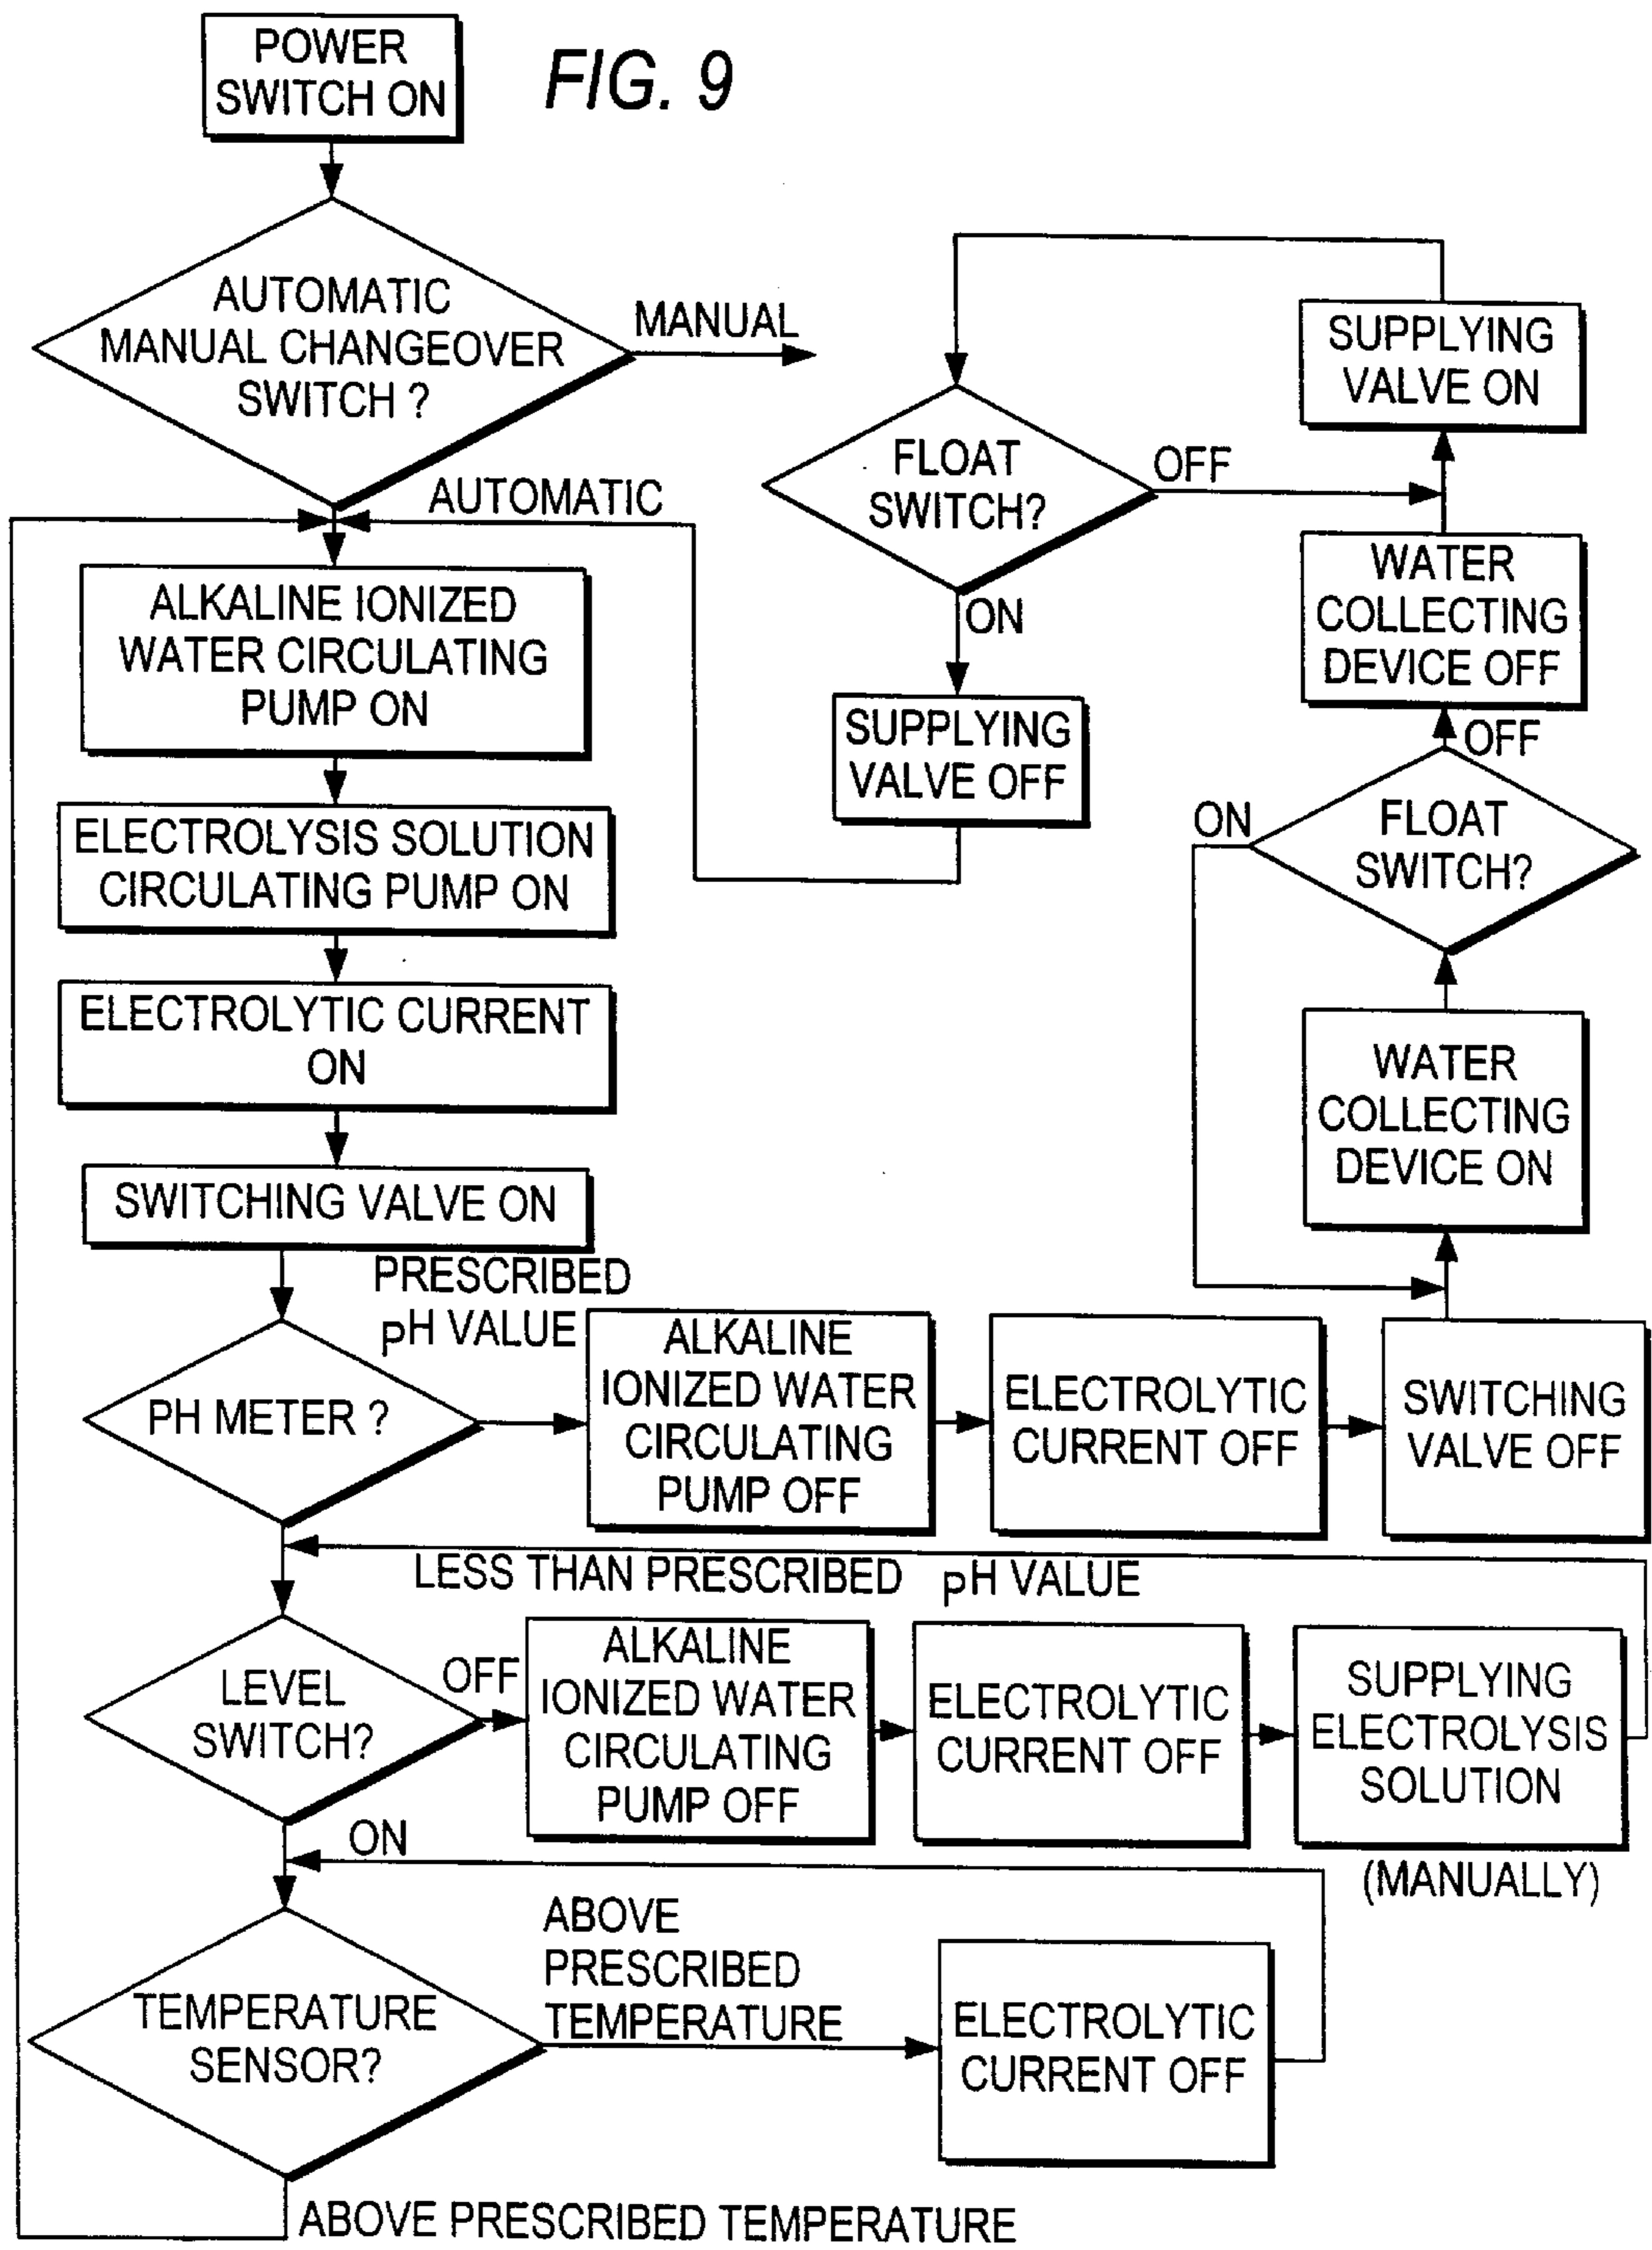 FIG. 9
POWER
SWITCH ON
AUTOMATIC
MANUAL CHANGEOVER
SWITCH ?
MANUAL
AUTOMATIC
ALKALINE IONIZED
WATER CIRCULATING
PUMP ON
ELECTROLYSIS SOLUTION
CIRCULATING PUMP ON
ELECTROLYTIC CURRENT
ON
SWITCHING VALVE ON
PH METER ?
PRESCRIBED
pH VALUE
ALKALINE
IONIZED WATER
CIRCULATING
PUMP OFF
ELECTROLYTIC
CURRENT OFF
SWITCHING
VALVE OFF
WATER
COLLECTING
DEVICE ON
FLOAT
SWITCH?
ON
OFF
WATER
COLLECTING
DEVICE OFF
SUPPLYING
VALVE ON
FLOAT
SWITCH?
OFF
ON
SUPPLYING
VALVE OFF
LESS THAN PRESCRIBED pH VALUE
LEVEL
SWITCH?
OFF
ALKALINE
IONIZED WATER
CIRCULATING
PUMP OFF
ELECTROLYTIC
CURRENT OFF
SUPPLYING
ELECTROLYSIS
SOLUTION
(MANUALLY)
ON
TEMPERATURE
SENSOR?
ABOVE
PRESCRIBED
TEMPERATURE
ELECTROLYTIC
CURRENT OFF
ABOVE PRESCRIBED TEMPERATURE